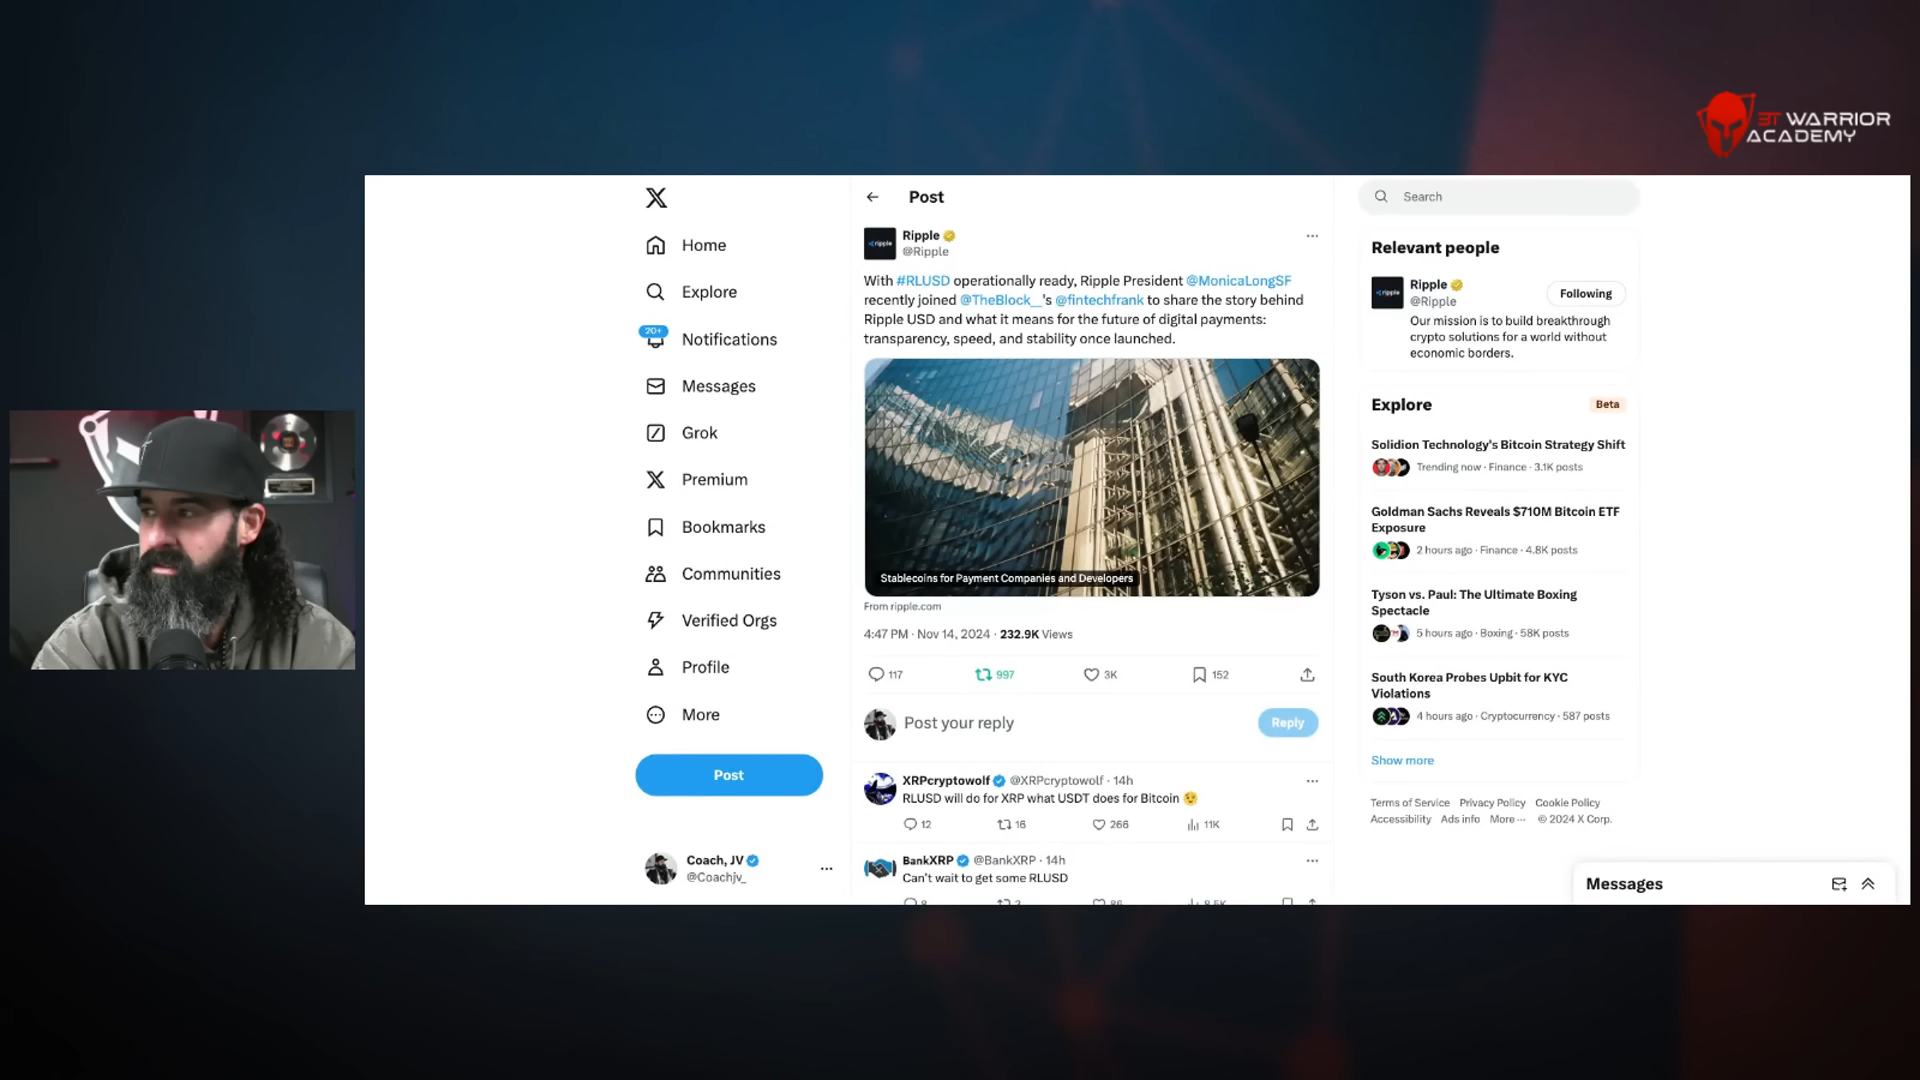 3T WARRIOR
ACADEMY
Post
Search
Home
Explore
20+
Notifications
Messages
Grok
Premium
Bookmarks
Communities
Verified Orgs
Profile
More
Post
Coach, JV
@Coachjv_
ripple
Ripple
@Ripple
With #RLUSD operationally ready, Ripple President @MonicaLongSF
recently joined @TheBlock__'s @fintechfrank to share the story behind
Ripple USD and what it means for the future of digital payments:
transparency, speed, and stability once launched.
Stablecoins for Payment Companies and Developers
From ripple.com
4:47 PM · Nov 14, 2024 · 232.9K Views
117 997 3K 152
Post your reply
Reply
XRPcryptowolf @XRPcryptowolf · 14h
RLUSD will do for XRP what USDT does for Bitcoin 😉
12 16 266 11K
BankXRP @BankXRP · 14h
Can't wait to get some RLUSD
Relevant people
ripple
Ripple
@Ripple
Following
Our mission is to build breakthrough
crypto solutions for a world without
economic borders.
Explore
Beta
Solidion Technology's Bitcoin Strategy Shift
Trending now · Finance · 3.1K posts
Goldman Sachs Reveals $710M Bitcoin ETF
Exposure
2 hours ago · Finance · 4.8K posts
Tyson vs. Paul: The Ultimate Boxing
Spectacle
5 hours ago · Boxing · 58K posts
South Korea Probes Upbit for KYC
Violations
4 hours ago · Cryptocurrency · 587 posts
Show more
Terms of Service Privacy Policy Cookie Policy
Accessibility Ads info More ··· © 2024 X Corp.
Messages